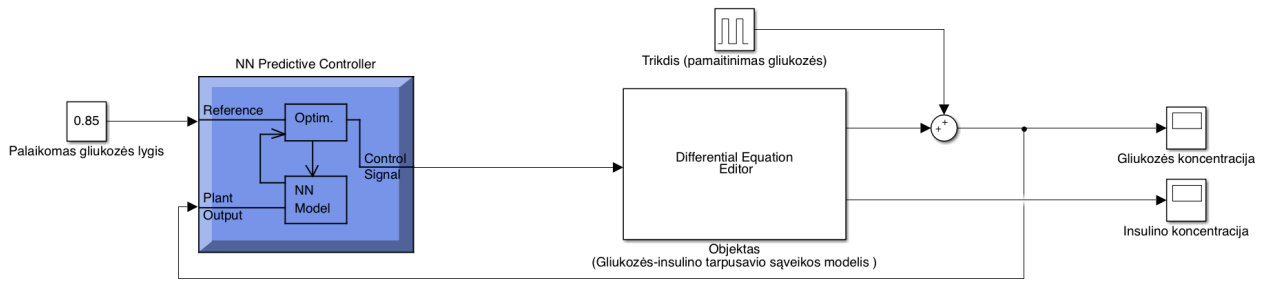 Trikdis (pamaitinimas gliukozės)
NN Predictive Controller
0.85
Palaikomas gliukozės lygis
Reference
Optim.
Control
Signal
NN
Model
Plant
Output
Differential Equation
Editor
Objektas
(Gliukozės-insulino tarpusavio sąveikos modelis )
+
+
Gliukozės koncentracija
Insulino koncentracija